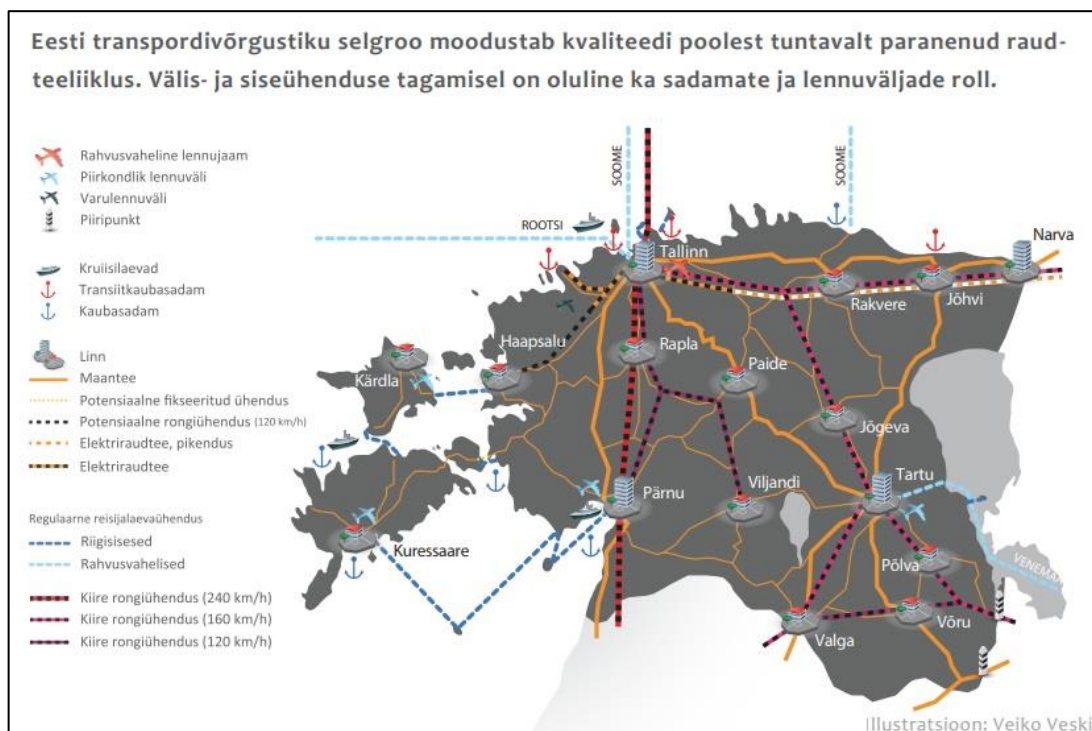 Eesti transpordivõrgustiku selgroo moodustab kvaliteedi poolest tuntavalt paranenud raud-
teeliiklus. Välis- ja siseühenduse tagamisel on oluline ka sadamate ja lennuväljade roll.
Rahvusvaheline lennujaam
Piirkondlik lennuväli
Varulennuväli
Piiripunkt
Kruiisilaevad
Transiitkaubasadam
Kaubasadam
Linn
Maantee
Potensiaalne fikseeritud ühendus
Potensiaalne rongiühendus (120 km/h)
Elektriraudtee, pikendus
Elektriraudtee
Regulaarne reisijalaevaühendus
Riigisisesed
Rahvusvahelised
Kiire rongiühendus (240 km/h)
Kiire rongiühendus (160 km/h)
Kiire rongiühendus (120 km/h)
SOOME
SOOME
ROOTSI
Tallinn
Narva
Rakvere
Jõhvi
Haapsalu
Rapla
Kärdla
Paide
Jõgeva
Tartu
Pärnu
Viljandi
Kuressaare
Põlva
VENEMAA
Valga
Võru
Illustratsioon: Veiko Veski